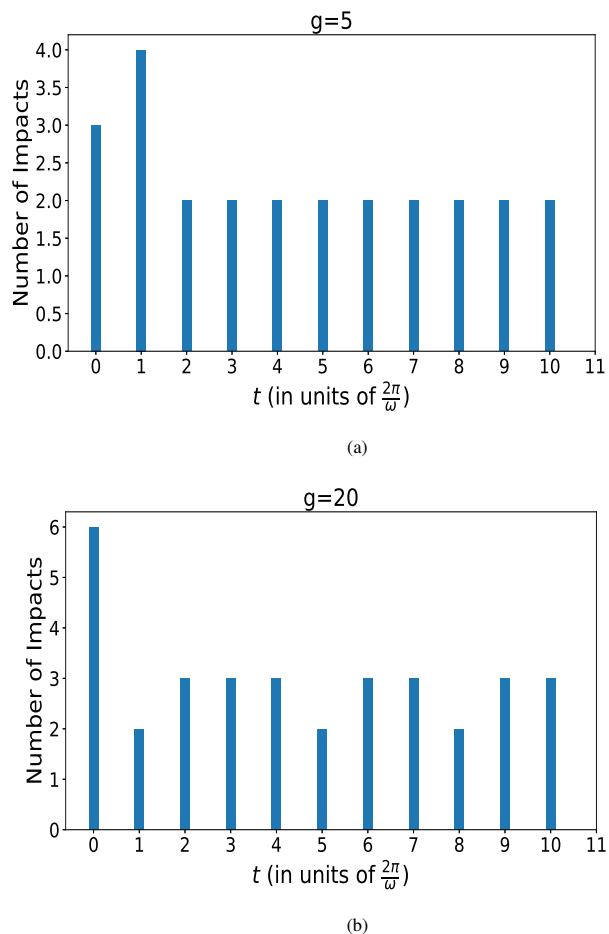 g=5
4.0
3.5
3.0
2.5
2.0
1.5
1.0
0.5
0.0
Number of Impacts
0 1 2 3 4 5 6 7 8 9 10 11
t (in units of 2π/ω)
(a)
g=20
6
5
4
3
2
1
0
Number of Impacts
0 1 2 3 4 5 6 7 8 9 10 11
t (in units of 2π/ω)
(b)